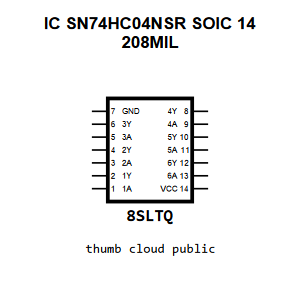 IC SN74HC04NSR SOIC 14
208MIL
7 GND 4Y 8
6 3Y 4A 9
5 3A 5Y 10
4 2Y 5A 11
3 2A 6Y 12
2 1Y 6A 13
1 1A VCC 14
8SLTQ
thumb cloud public